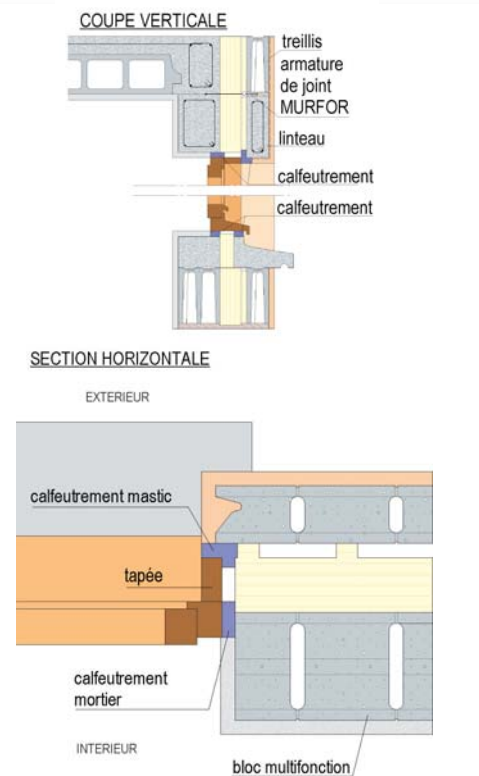 COUPE VERTICALE
treillis
armature
de joint
MURFOR
linteau
calfeutrement
calfeutrement
SECTION HORIZONTALE
EXTERIEUR
calfeutrement mastic
tapée
calfeutrement
mortier
INTERIEUR
bloc multifonction